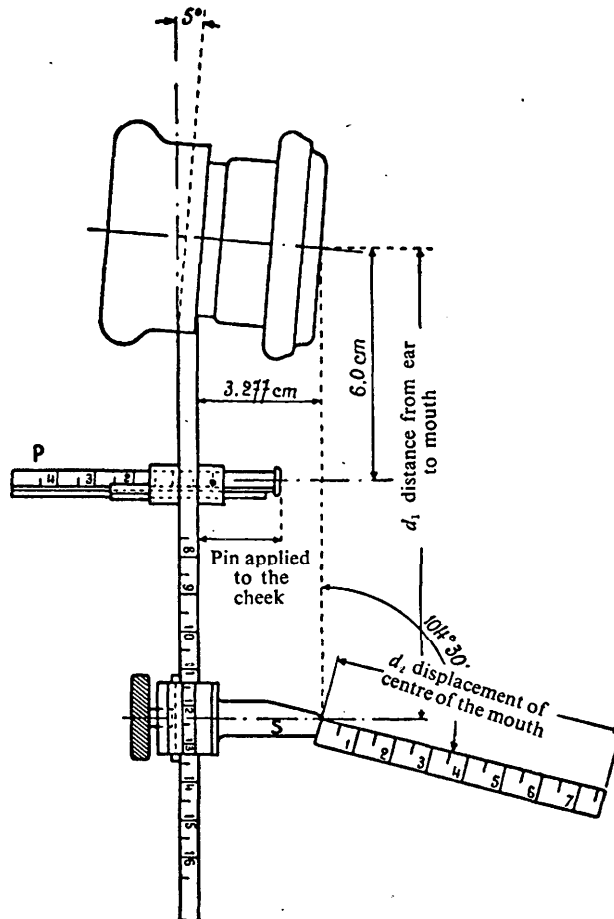 5°
3.277 cm
6.0 cm
d₁ distance from ear
to mouth
P
4 3 2
Pin applied
to the
cheek
8
9
10
11
12
13
14
15
16
104° 30'
d₂ displacement of
centre of the mouth
S
1 2 3 4 5 6 7